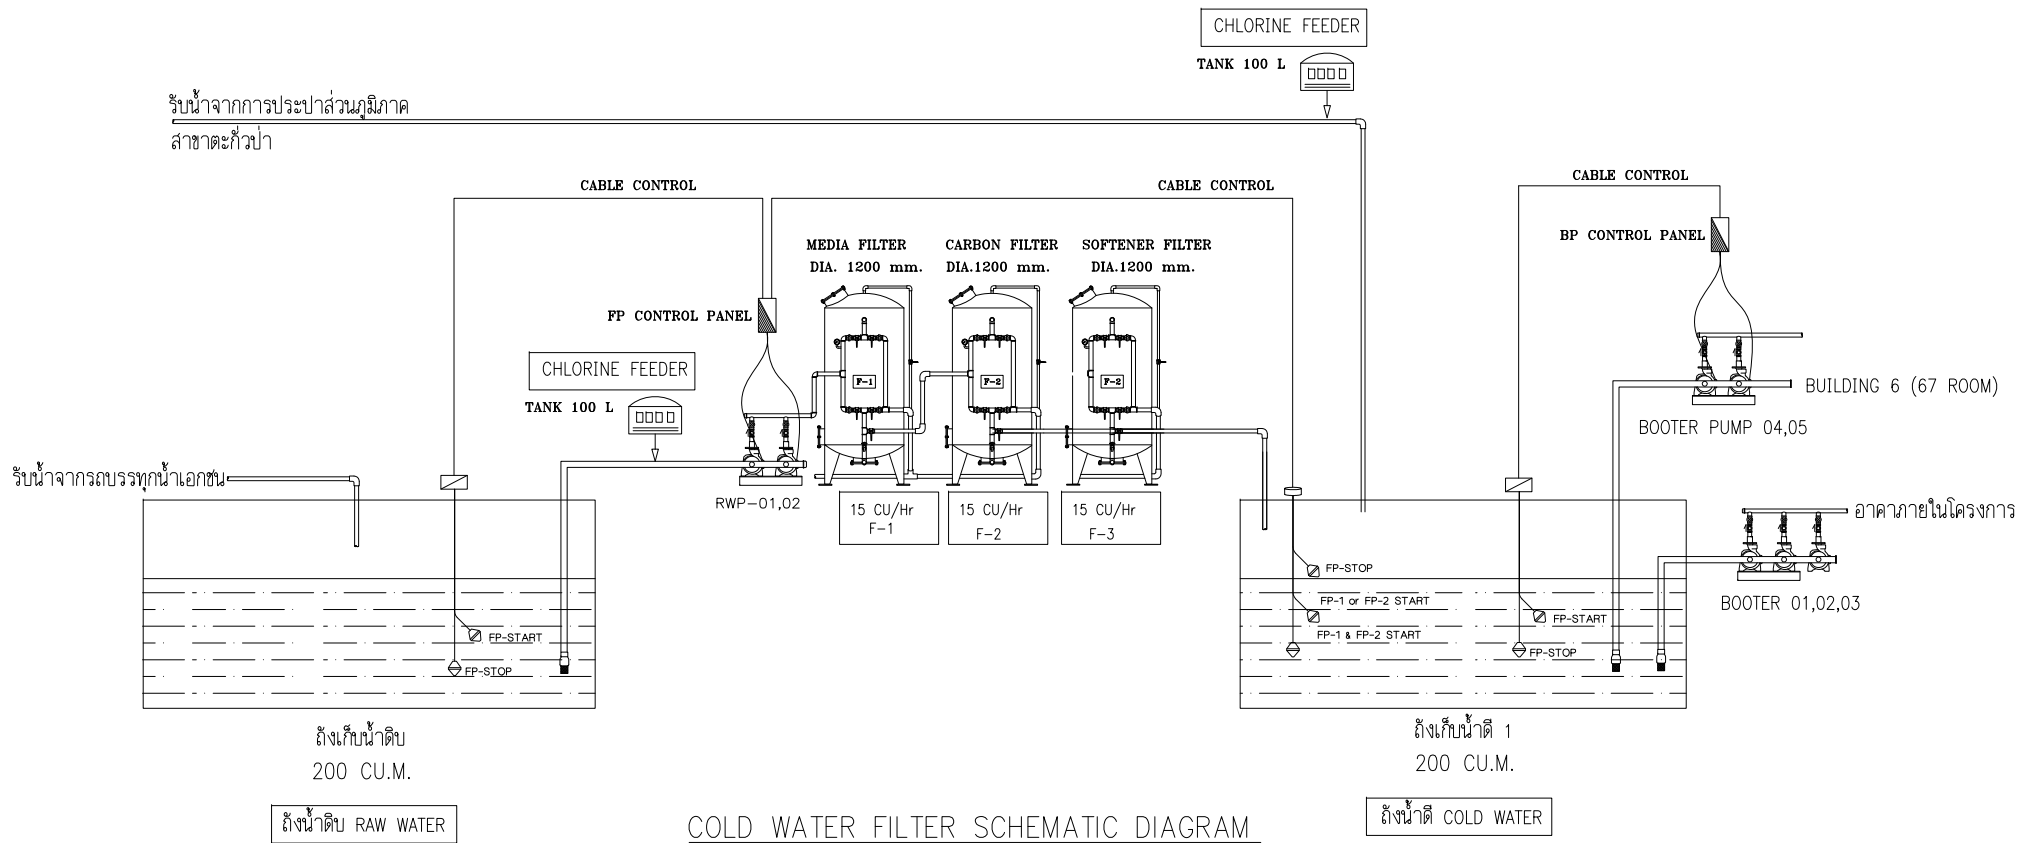 CHLORINE FEEDER
TANK 100 L
รับน้ำจากการประปาส่วนภูมิภาค
สาขาตะกั่วป่า
CABLE CONTROL
CABLE CONTROL
CABLE CONTROL
BP CONTROL PANEL
MEDIA FILTER
DIA. 1200 mm.
CARBON FILTER
DIA.1200 mm.
SOFTENER FILTER
DIA.1200 mm.
FP CONTROL PANEL
CHLORINE FEEDER
TANK 100 L
F-1
F-2
F-2
BUILDING 6 (67 ROOM)
BOOTER PUMP 04,05
รับน้ำจากรถบรรทุกน้ำเอกชน
RWP-01,02
15 CU/Hr
F-1
15 CU/Hr
F-2
15 CU/Hr
F-3
อาคาภายในโครงการ
BOOTER 01,02,03
FP-STOP
FP-1 or FP-2 START
FP-1 & FP-2 START
FP-START
FP-STOP
FP-START
FP-STOP
ถังเก็บน้ำดิบ
200 CU.M.
ถังน้ำดิบ RAW WATER
ถังเก็บน้ำดี 1
200 CU.M.
ถังน้ำดี COLD WATER
COLD WATER FILTER SCHEMATIC DIAGRAM